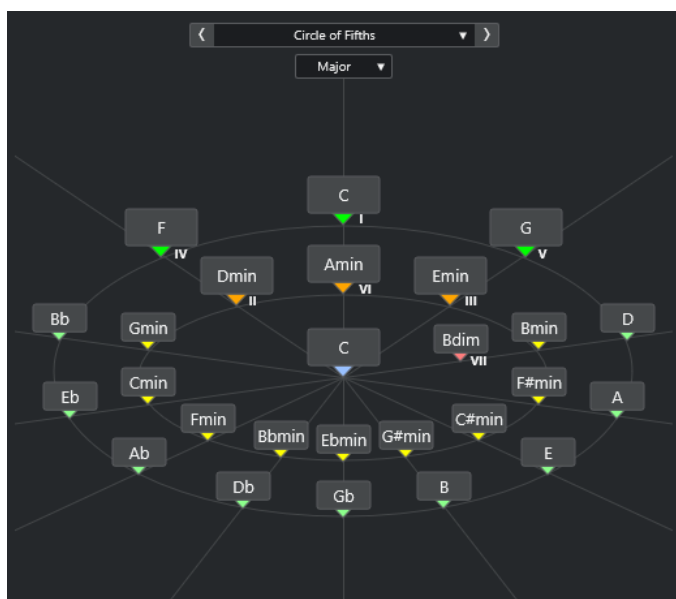 Circle of Fifths
Major
C
I
F
IV
G
V
Amin
VI
Dmin
II
Emin
III
Bb
Gmin
C
Bdim
VII
Bmin
D
Eb
Cmin
F#min
A
Fmin
Bbmin
Ebmin
G#min
C#min
Ab
E
Db
Gb
B